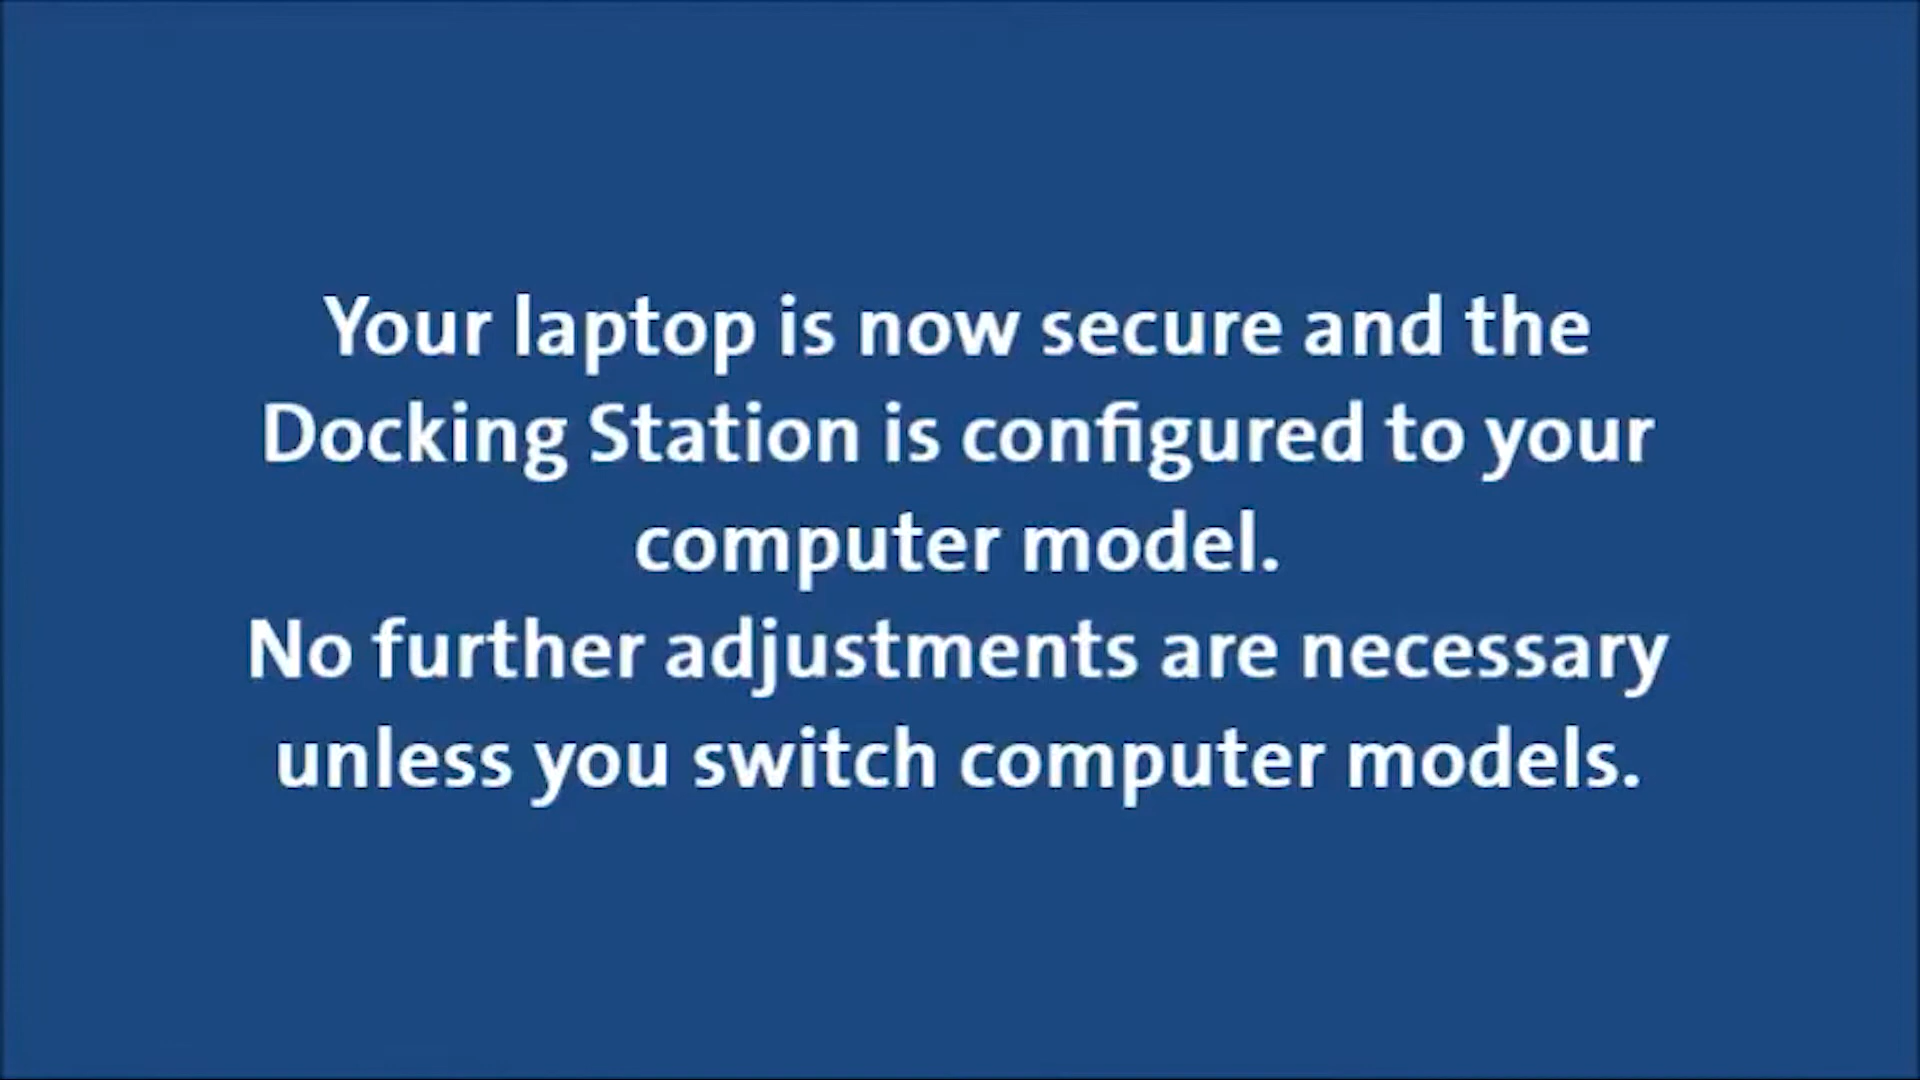 Your laptop is now secure and the
Docking Station is configured to your
computer model.
No further adjustments are necessary
unless you switch computer models.